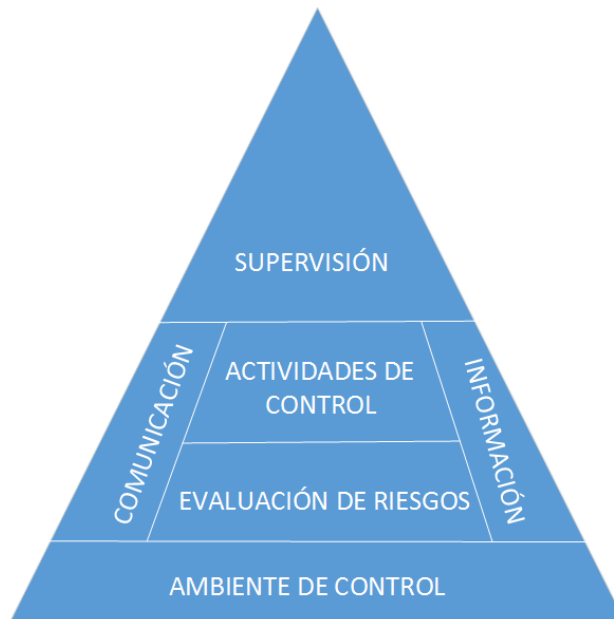 SUPERVISIÓN
COMUNICACIÓN
ACTIVIDADES DE
CONTROL
INFORMACIÓN
EVALUACIÓN DE RIESGOS
AMBIENTE DE CONTROL